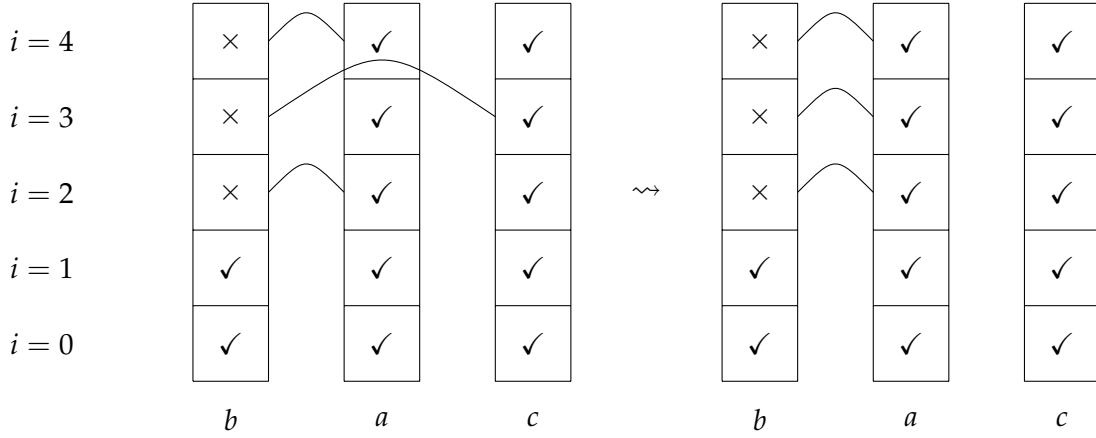 i = 4 × ✓ ✓ × ✓ ✓
i = 3 × ✓ ✓ × ✓ ✓
i = 2 × ✓ ✓ ⇝ × ✓ ✓
i = 1 ✓ ✓ ✓ ✓ ✓ ✓
i = 0 ✓ ✓ ✓ ✓ ✓ ✓
b a c b a c